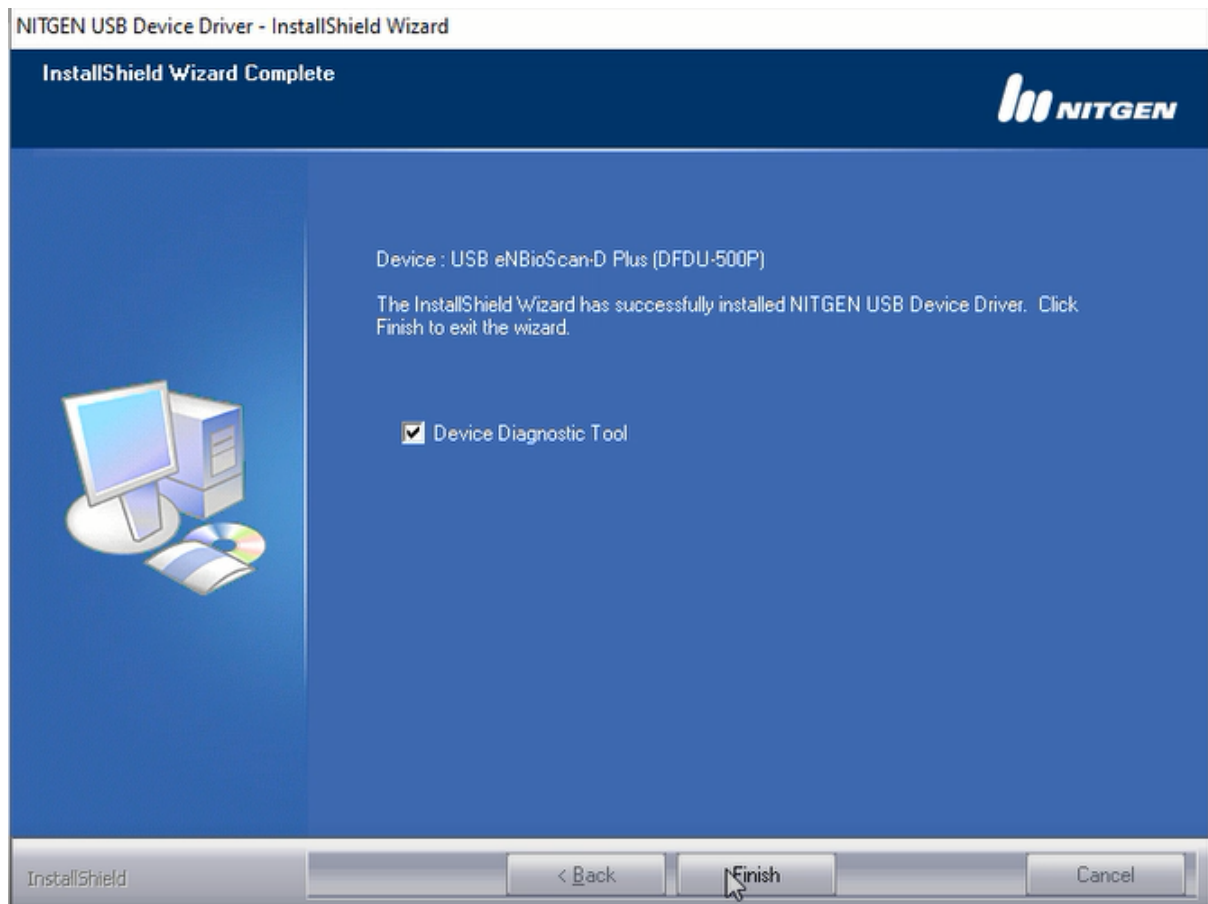 NITGEN USB Device Driver - InstallShield Wizard
InstallShield Wizard Complete
NITGEN
Device : USB eNBioScan-D Plus (DFDU-500P)
The InstallShield Wizard has successfully installed NITGEN USB Device Driver. Click
Finish to exit the wizard.
Device Diagnostic Tool
InstallShield
< Back
Finish
Cancel